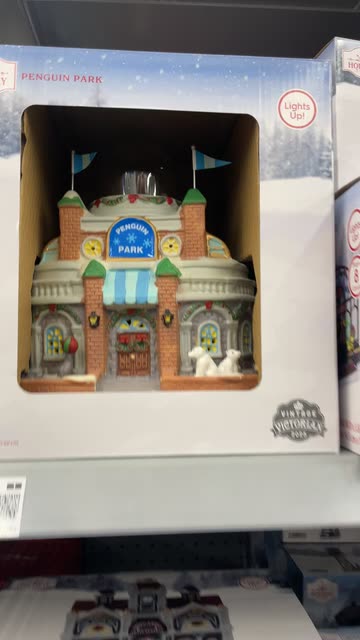 PENGUIN PARK
Lights
Up!
PENGUIN
PARK
VINTAGE
VICTORIAN